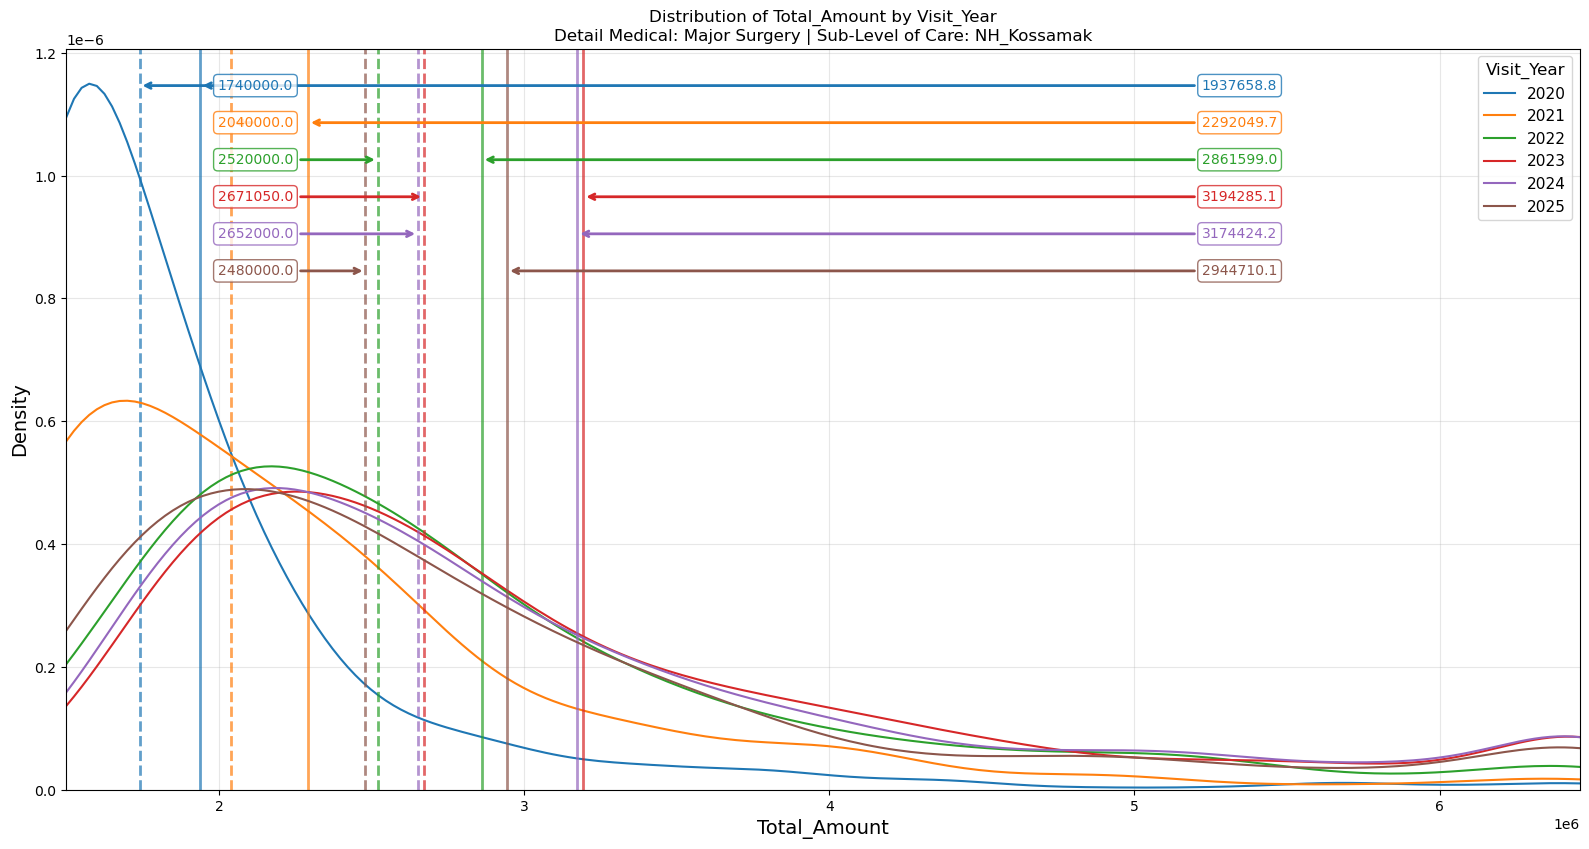 Distribution of Total_Amount by Visit_Year
Detail Medical: Major Surgery | Sub-Level of Care: NH_Kossamak
1e−6
1.2
1.0
0.8
0.6
0.4
0.2
0.0
Density
1740000.0 1937658.8
2040000.0 2292049.7
2520000.0 2861599.0
2671050.0 3194285.1
2652000.0 3174424.2
2480000.0 2944710.1
Visit_Year
2020
2021
2022
2023
2024
2025
2 3 4 5 6
1e6
Total_Amount